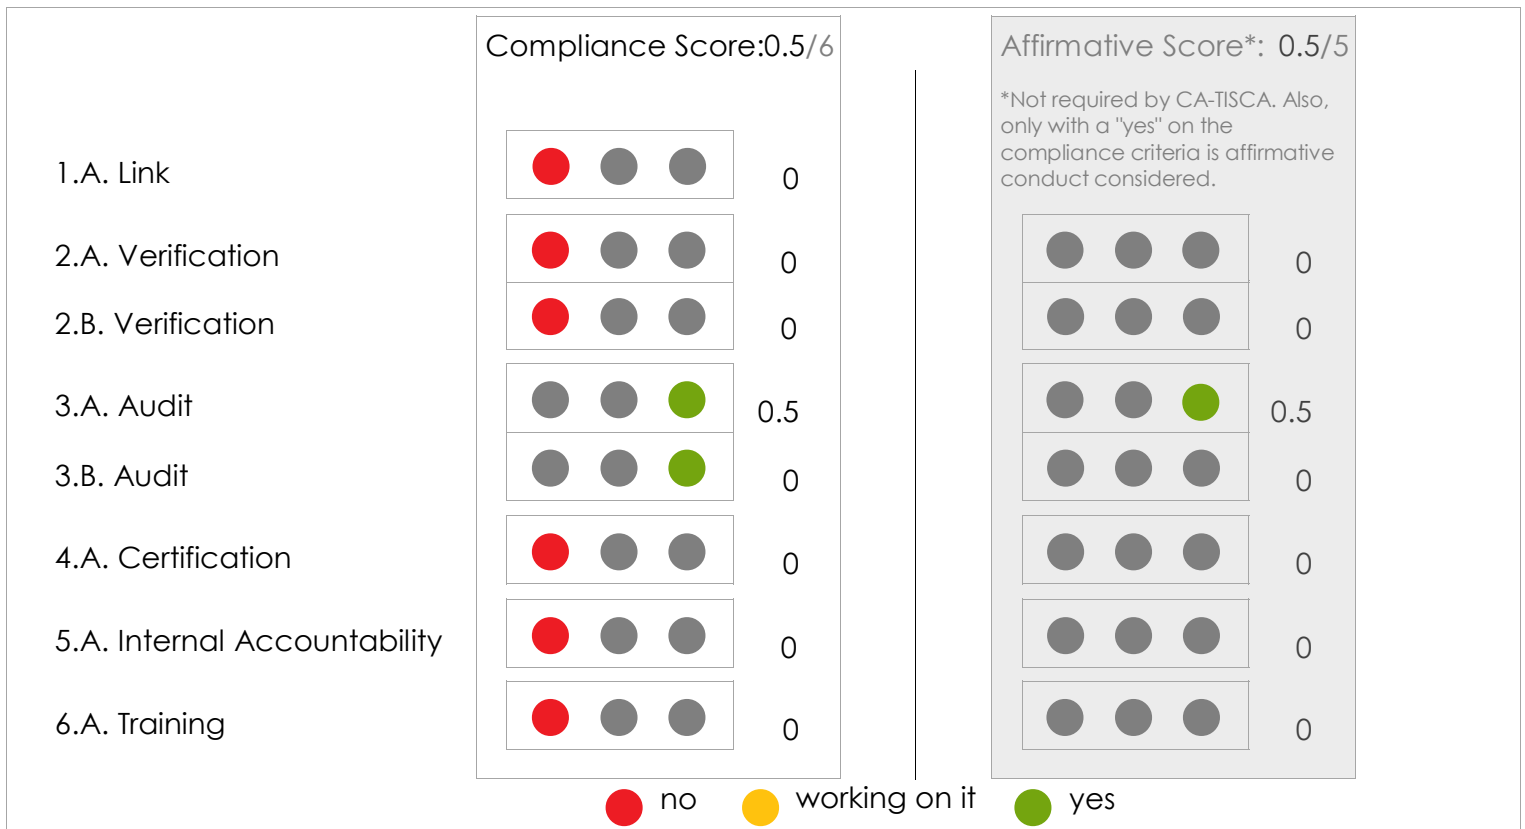 Compliance Score:0.5/6
Affirmative Score*: 0.5/5
*Not required by CA-TISCA. Also,
only with a "yes" on the
compliance criteria is affirmative
conduct considered.
1.A. Link 0
2.A. Verification 0 0
2.B. Verification 0 0
3.A. Audit 0.5 0.5
3.B. Audit 0 0
4.A. Certification 0 0
5.A. Internal Accountability 0 0
6.A. Training 0 0
no working on it yes